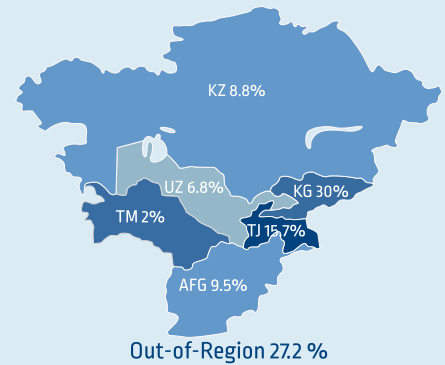 KZ 8.8%
UZ 6.8%
KG 30%
TM 2%
TJ 15.7%
AFG 9.5%
Out-of-Region 27.2 %